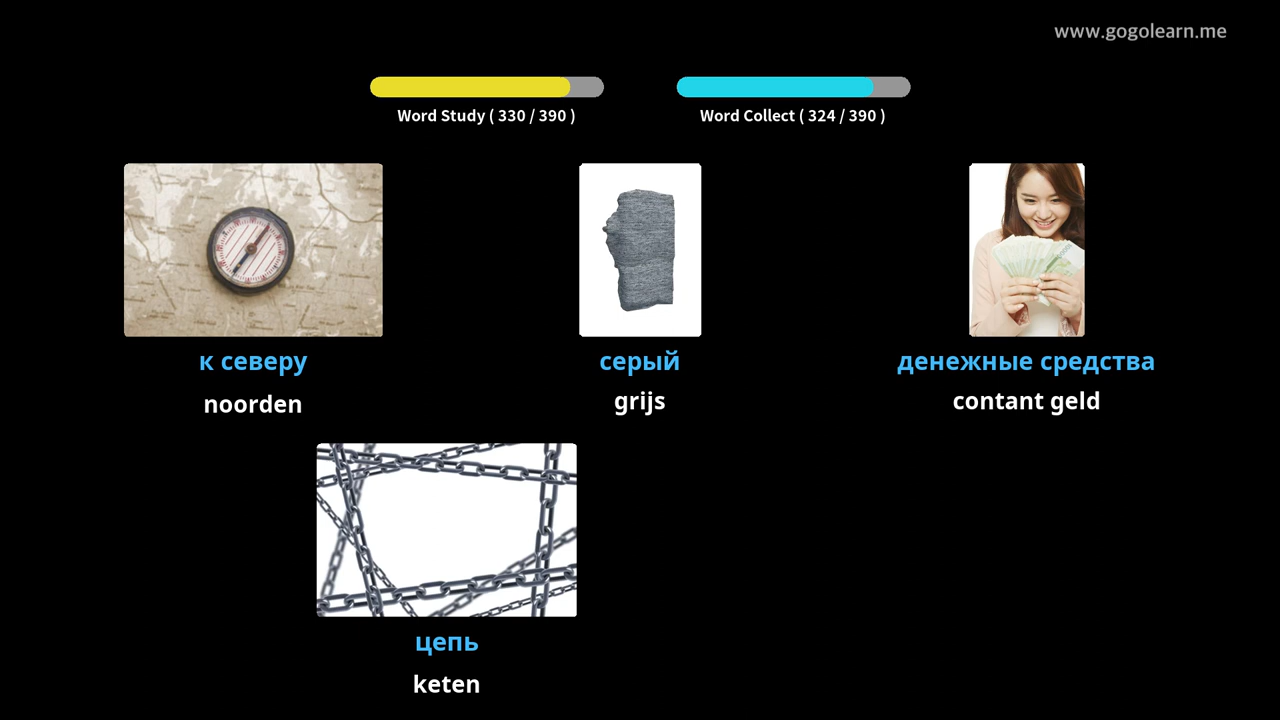 www.gogolearn.me
Word Study ( 330 / 390 )
Word Collect ( 324 / 390 )
к северу
noorden
серый
grijs
денежные средства
contant geld
цепь
keten